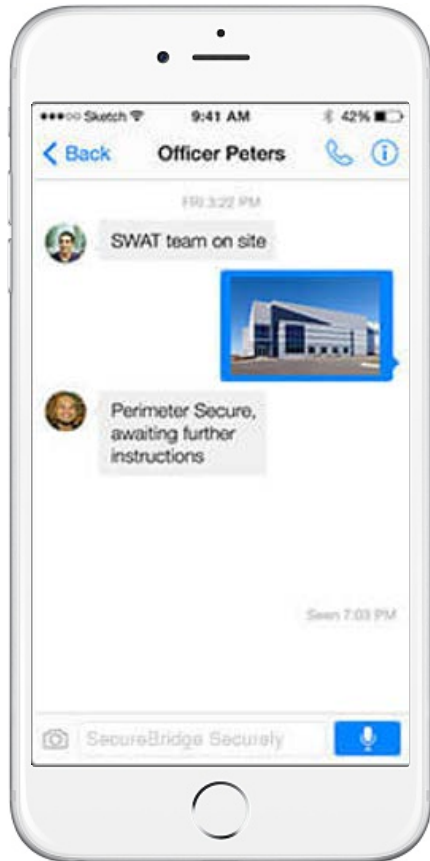 Sketch 9:41 AM 42%
Back Officer Peters
FRI 3:22 PM
SWAT team on site
Perimeter Secure,
awaiting further
instructions
Seen 7:03 PM
SecureBridge Securely